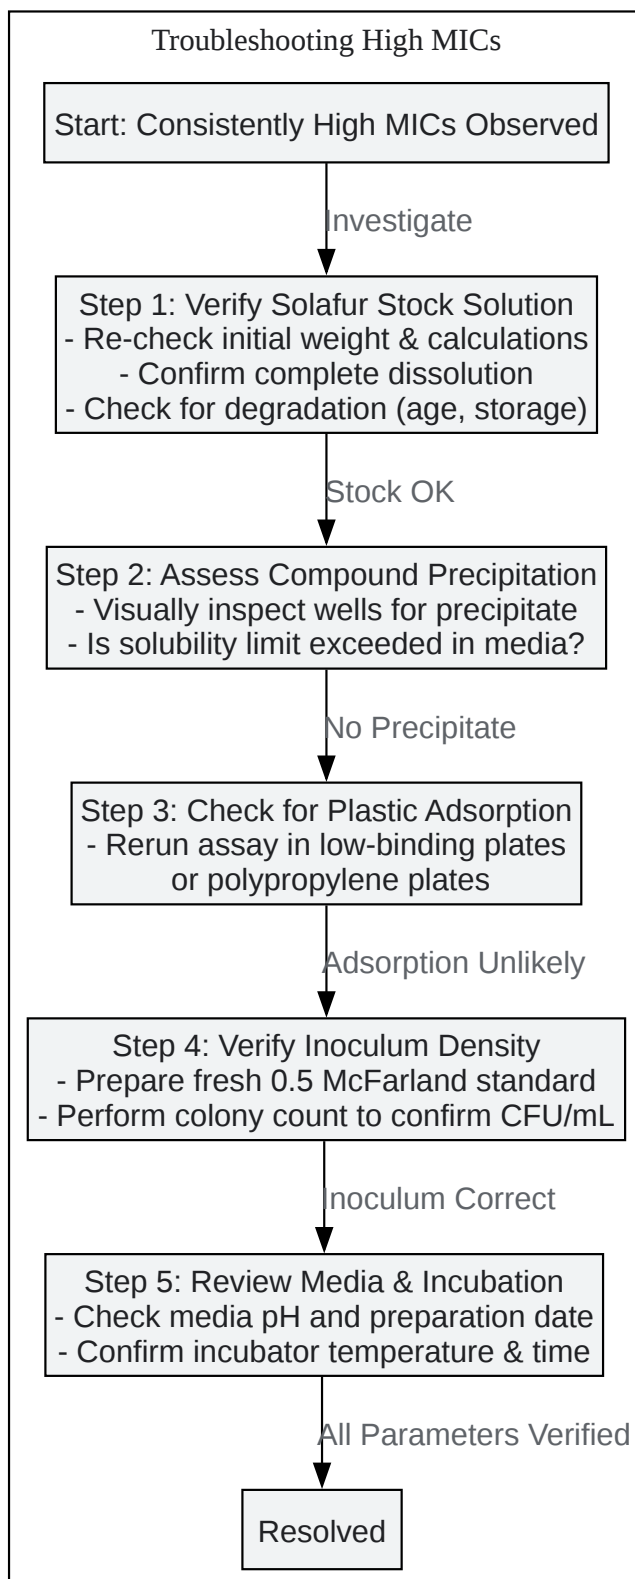 Troubleshooting High MICs
Start: Consistently High MICs Observed
Investigate
Step 1: Verify Solafur Stock Solution
- Re-check initial weight & calculations
- Confirm complete dissolution
- Check for degradation (age, storage)
Stock OK
Step 2: Assess Compound Precipitation
- Visually inspect wells for precipitate
- Is solubility limit exceeded in media?
No Precipitate
Step 3: Check for Plastic Adsorption
- Rerun assay in low-binding plates
or polypropylene plates
Adsorption Unlikely
Step 4: Verify Inoculum Density
- Prepare fresh 0.5 McFarland standard
- Perform colony count to confirm CFU/mL
Inoculum Correct
Step 5: Review Media & Incubation
- Check media pH and preparation date
- Confirm incubator temperature & time
All Parameters Verified
Resolved